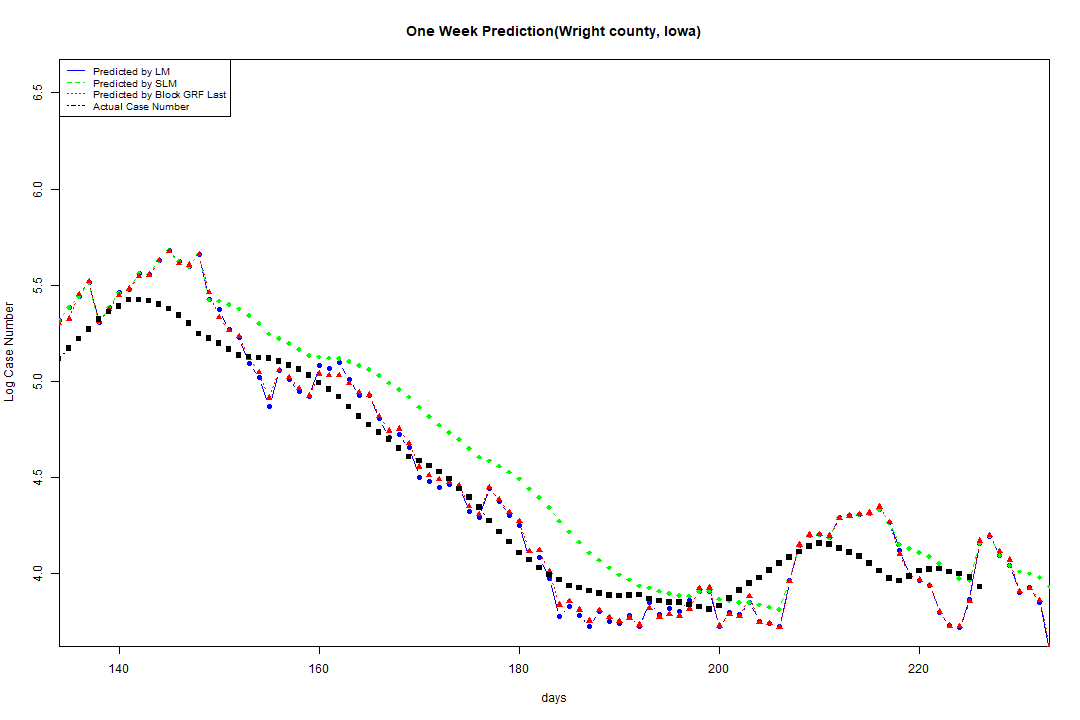 One Week Prediction(Wright county, Iowa)
Predicted by LM
Predicted by SLM
Predicted by Block GRF Last
Actual Case Number
6.5
6.0
5.5
5.0
4.5
4.0
Log Case Number
140 160 180 200 220
days